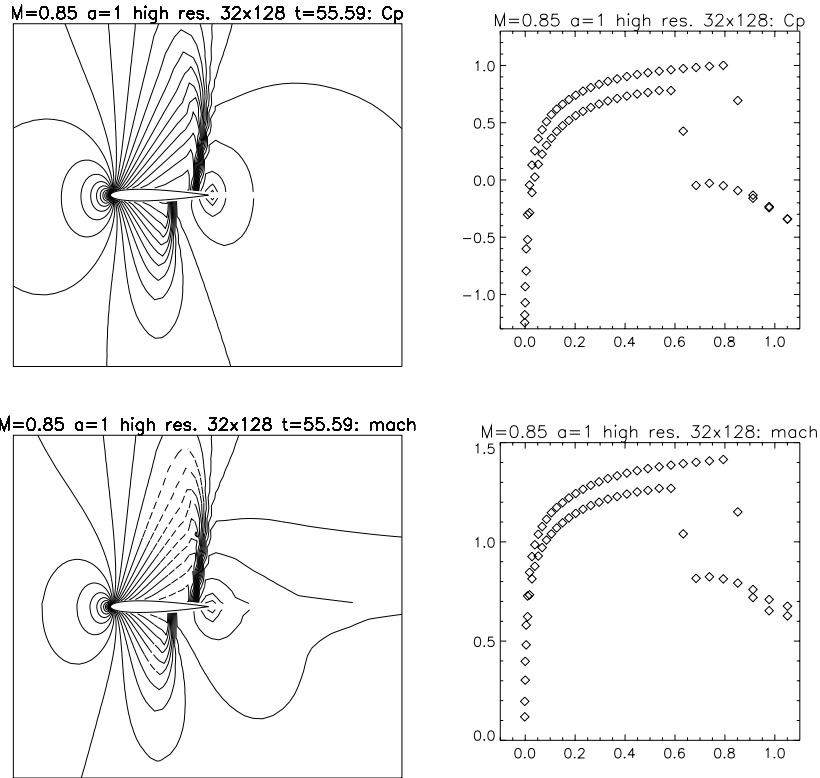 M=0.85 a=1 high res. 32x128 t=55.59: Cp
M=0.85 a=1 high res. 32x128: Cp
1.0
0.5
0.0
−0.5
−1.0
0.0 0.2 0.4 0.6 0.8 1.0
M=0.85 a=1 high res. 32x128 t=55.59: mach
M=0.85 a=1 high res. 32x128: mach
1.5
1.0
0.5
0.0
0.0 0.2 0.4 0.6 0.8 1.0